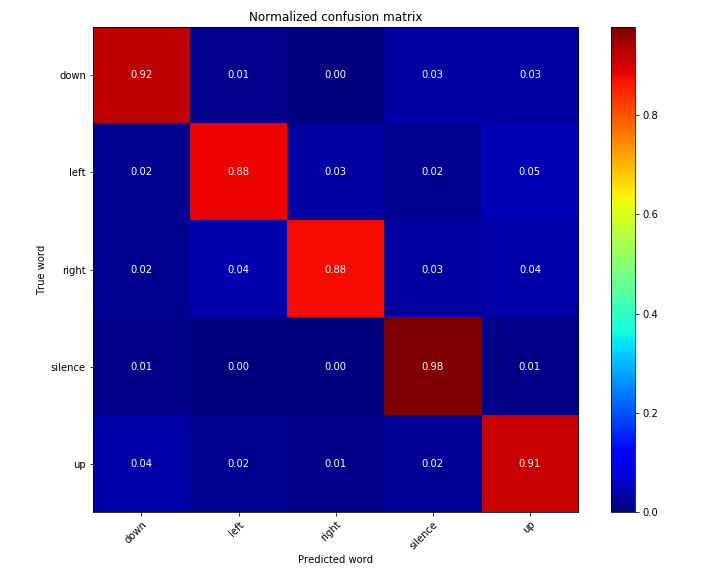 Normalized confusion matrix
down 0.92 0.01 0.00 0.03 0.03
left 0.02 0.88 0.03 0.02 0.05
right 0.02 0.04 0.88 0.03 0.04
silence 0.01 0.00 0.00 0.98 0.01
up 0.04 0.02 0.01 0.02 0.91
True word
down left right silence up
Predicted word
0.8
0.6
0.4
0.2
0.0